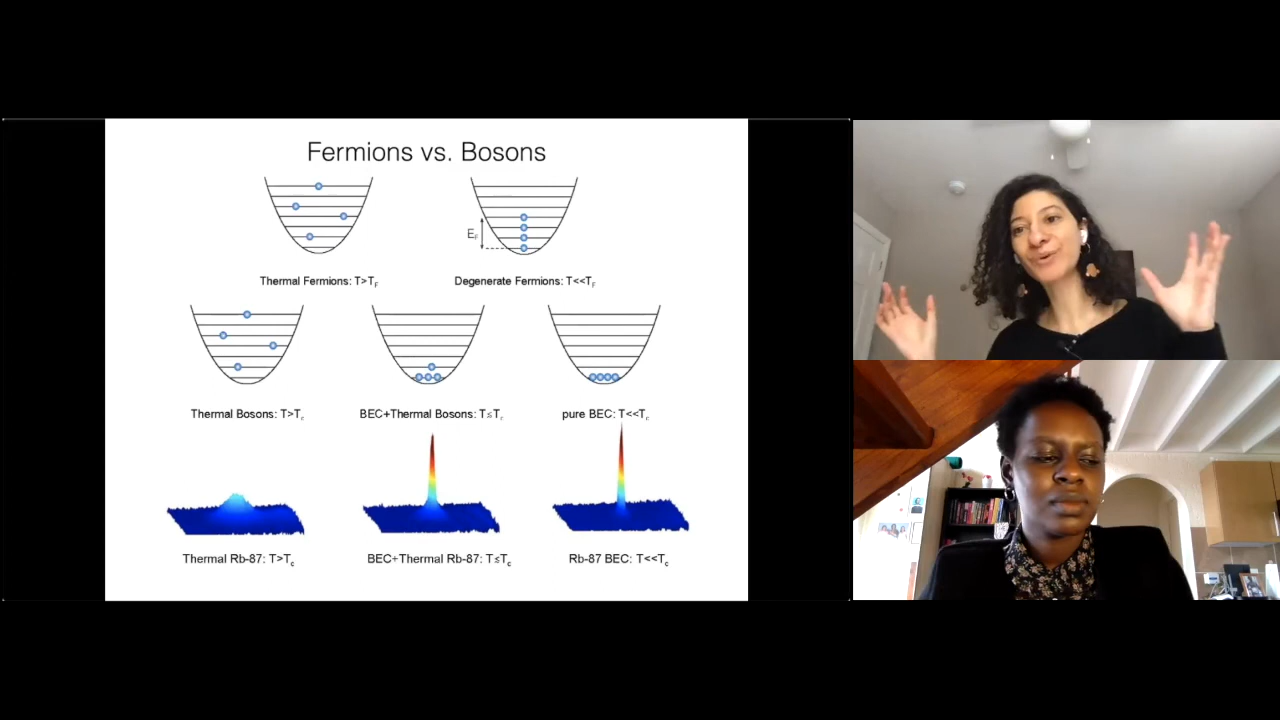 Fermions vs. Bosons
E_F
Thermal Fermions: T>T_F
Degenerate Fermions: T<<T_F
Thermal Bosons: T>T_c
BEC+Thermal Bosons: T≤T_c
pure BEC: T<<T_c
Thermal Rb-87: T>T_c
BEC+Thermal Rb-87: T≤T_c
Rb-87 BEC: T<<T_c